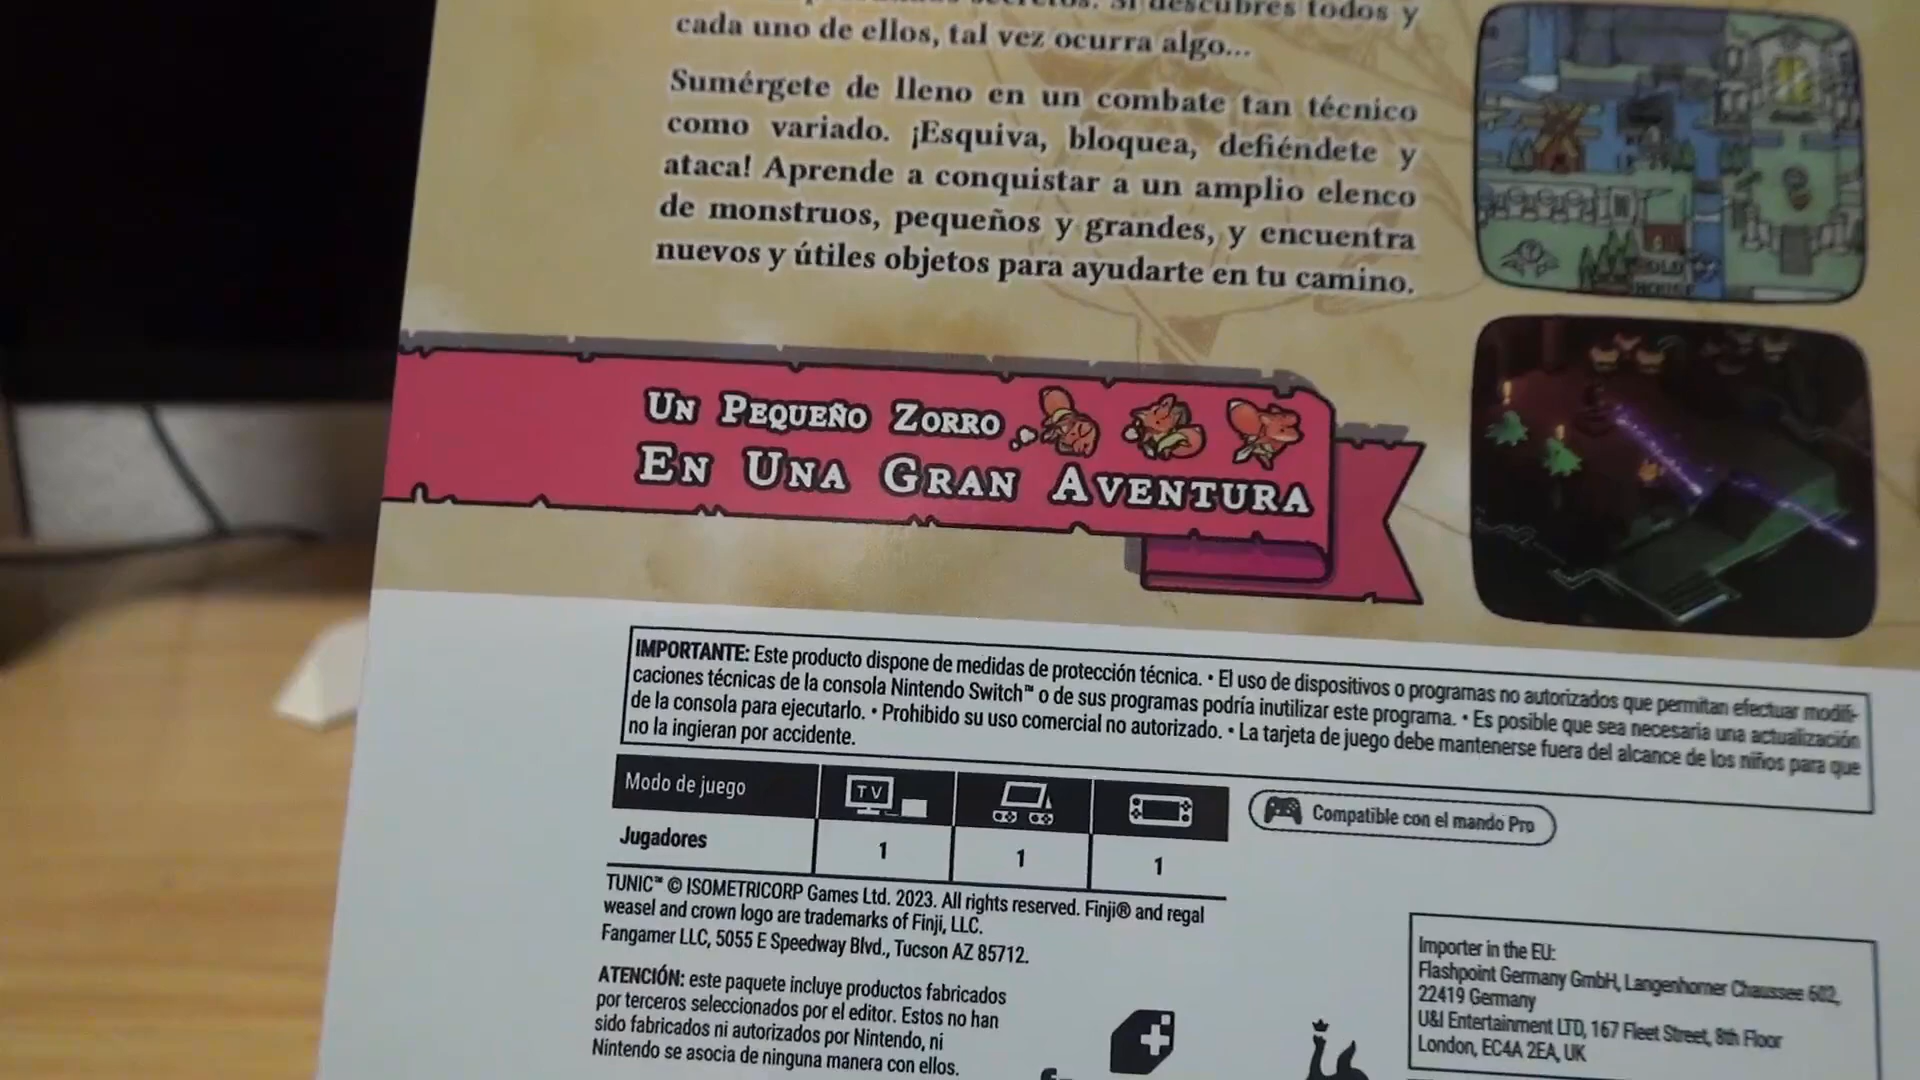 secretos. Si descubres todos y
cada uno de ellos, tal vez ocurra algo...
Sumérgete de lleno en un combate tan técnico
como variado. ¡Esquiva, bloquea, defiéndete y
ataca! Aprende a conquistar a un amplio elenco
de monstruos, pequeños y grandes, y encuentra
nuevos y útiles objetos para ayudarte en tu camino.
OLD
HOUSE
UN PEQUEÑO ZORRO
EN UNA GRAN AVENTURA
IMPORTANTE: Este producto dispone de medidas de protección técnica. • El uso de dispositivos o programas no autorizados que permitan efectuar modifi-
caciones técnicas de la consola Nintendo Switch™ o de sus programas podría inutilizar este programa. • Es posible que sea necesaria una actualización
de la consola para ejecutarlo. • Prohibido su uso comercial no autorizado. • La tarjeta de juego debe mantenerse fuera del alcance de los niños para que
no la ingieran por accidente.
Modo de juego TV
Compatible con el mando Pro
Jugadores 1 1 1
TUNIC™ © ISOMETRICORP Games Ltd. 2023. All rights reserved. Finji® and regal
weasel and crown logo are trademarks of Finji, LLC.
Fangamer LLC, 5055 E Speedway Blvd., Tucson AZ 85712.
ATENCIÓN: este paquete incluye productos fabricados
por terceros seleccionados por el editor. Estos no han
sido fabricados ni autorizados por Nintendo, ni
Nintendo se asocia de ninguna manera con ellos.
Importer in the EU:
Flashpoint Germany GmbH, Langenhorner Chaussee 602,
22419 Germany
U&I Entertainment LTD, 167 Fleet Street, 8th Floor
London, EC4A 2EA, UK